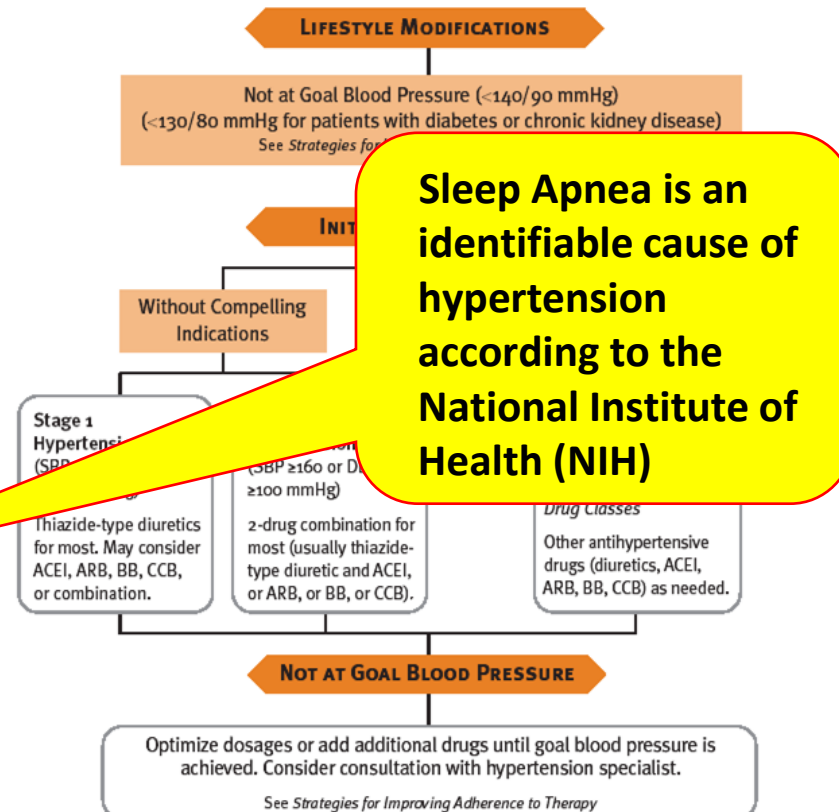 LIFESTYLE MODIFICATIONS
Not at Goal Blood Pressure (<140/90 mmHg)
(<130/80 mmHg for patients with diabetes or chronic kidney disease)
See Strategies for
INIT
Without Compelling
Indications
Sleep Apnea is an
identifiable cause of
hypertension
according to the
National Institute of
Health (NIH)
Stage 1
Hypertensi
(SBP
Thiazide-type diuretics
for most. May consider
ACEI, ARB, BB, CCB,
or combination.
(SBP ≥160 or D
≥100 mmHg)
2-drug combination for
most (usually thiazide-
type diuretic and ACEI,
or ARB, or BB, or CCB).
Drug Classes
Other antihypertensive
drugs (diuretics, ACEI,
ARB, BB, CCB) as needed.
NOT AT GOAL BLOOD PRESSURE
Optimize dosages or add additional drugs until goal blood pressure is
achieved. Consider consultation with hypertension specialist.
See Strategies for Improving Adherence to Therapy